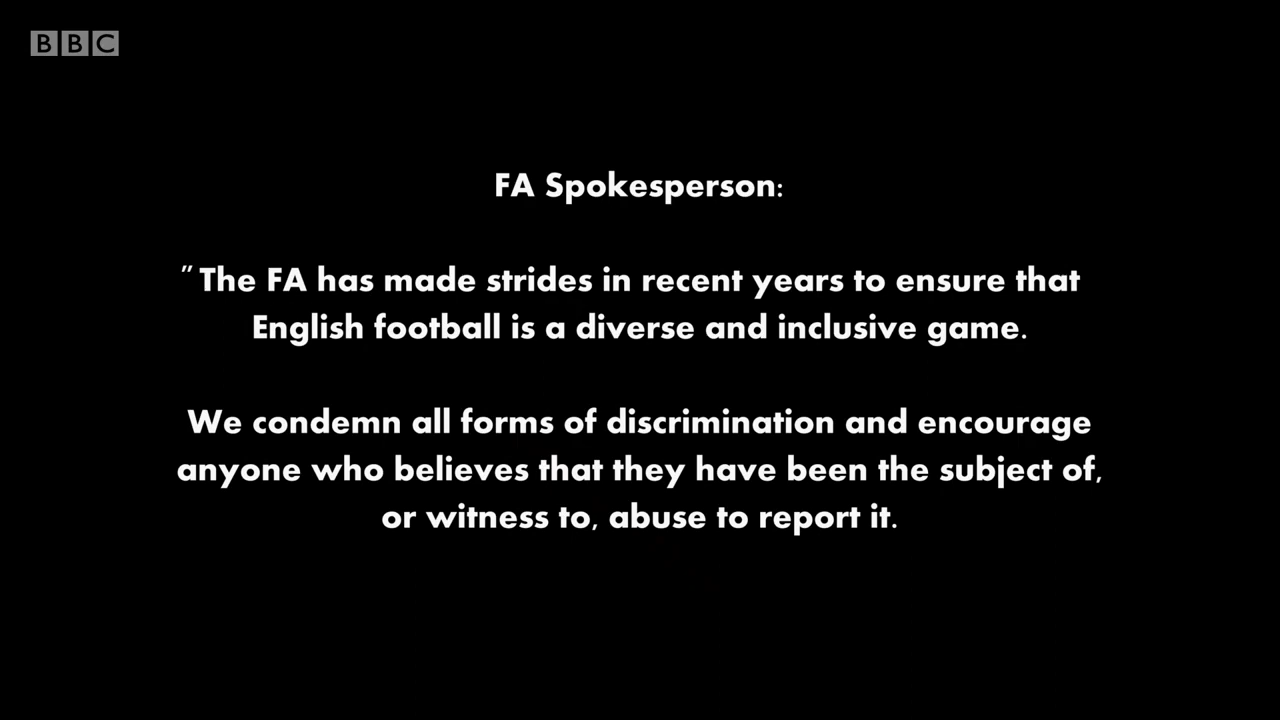 BBC
FA Spokesperson:
"The FA has made strides in recent years to ensure that
English football is a diverse and inclusive game.
We condemn all forms of discrimination and encourage
anyone who believes that they have been the subject of,
or witness to, abuse to report it.